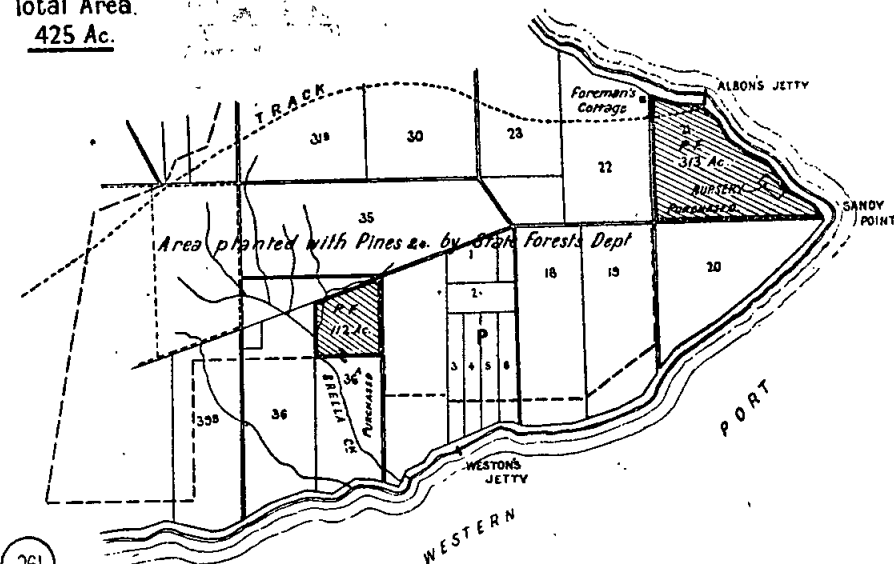 Total Area.
425 Ac.
TRACK
Foreman's
Cottage
ALBON'S JETTY
31B
30
23
22
P.F.
313 Ac.
NURSERY
PURCHASED
SANDY
POINT
35
Area planted with Pines &c. by State Forests Dept
1
2
18
19
20
P.F.
112 Ac.
P
3 4 5 6
36A
PURCHASED
BRELLA CK
39B
36
PORT
WESTON'S
JETTY
WESTERN
261